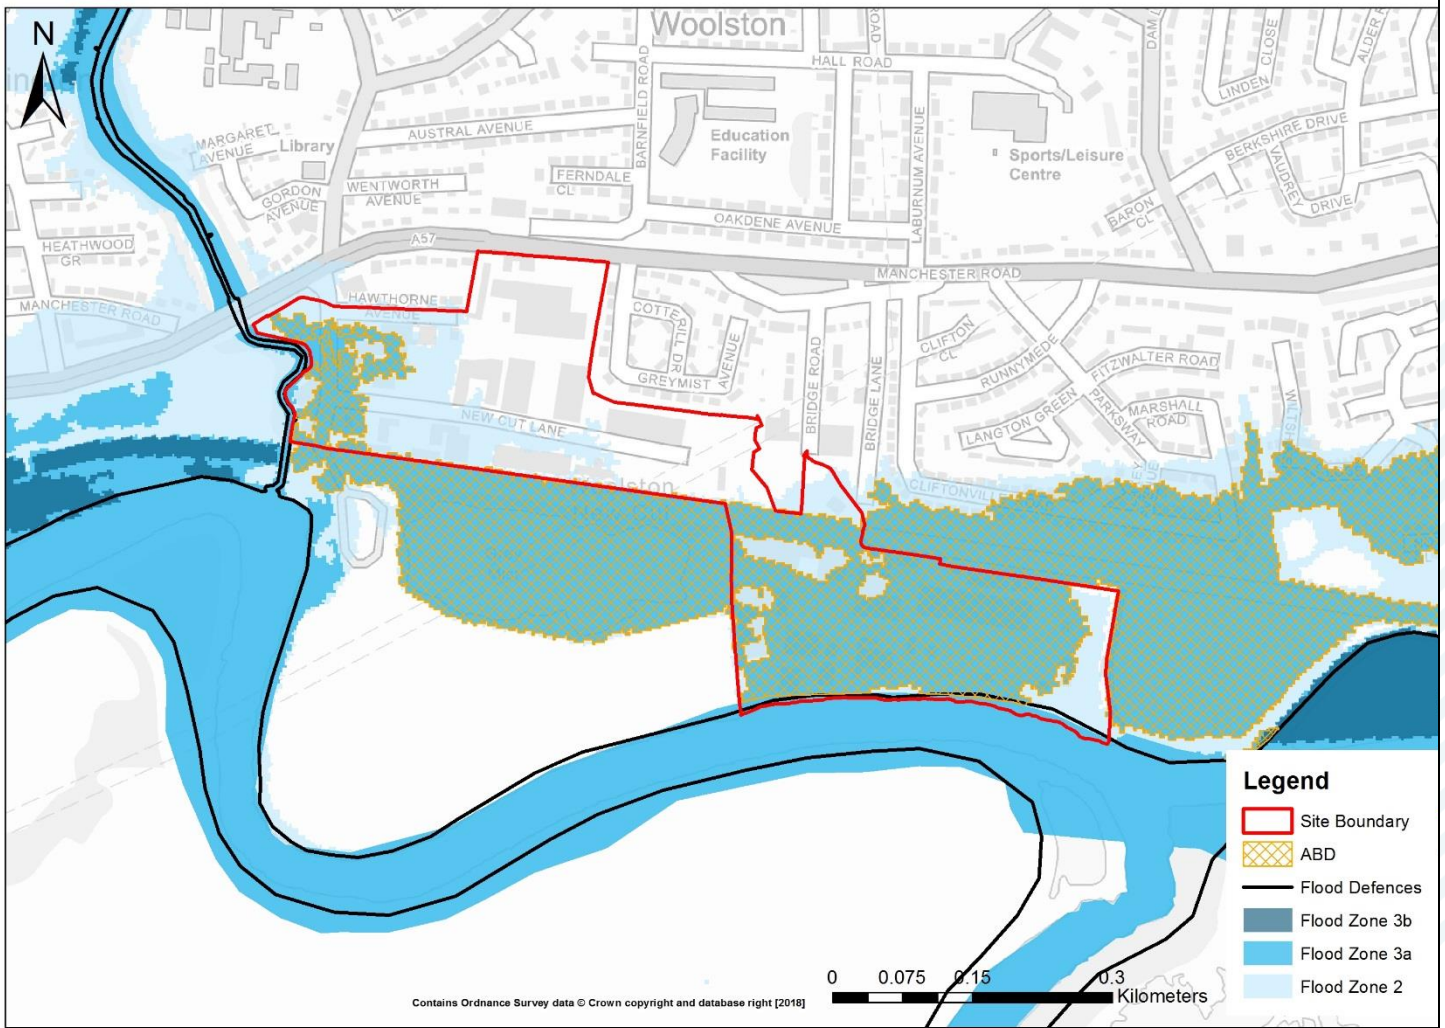 N
Woolston
ROAD
HALL ROAD
DAM L
LINDEN CLOSE
ALDER R
BARNFIELD ROAD
AUSTRAL AVENUE
MARGARET
AVENUE
Library
Education
Facility
LABURNUM AVENUE
Sports/Leisure
Centre
BERKSHIRE DRIVE
VAUDREY
DRIVE
FERNDALE
CL
WENTWORTH
AVENUE
GORDON
AVENUE
OAKDENE AVENUE
BARON
CL
HEATHWOOD
GR
A57
MANCHESTER ROAD
MANCHESTER ROAD
HAWTHORNE
AVENUE
COTTERILL DR
GREYMIST
AVENUE
BRIDGE ROAD
BRIDGE LANE
CLIFTON
CL
RUNNYMEDE
FITZWALTER ROAD
PARKSWAY
MARSHALL
ROAD
LANGTON GREEN
WILTS
NEW CUT LANE
CLIFTONVILLE
Legend
Site Boundary
ABD
Flood Defences
Flood Zone 3b
Flood Zone 3a
Flood Zone 2
0 0.075 0.15 0.3
Kilometers
Contains Ordnance Survey data © Crown copyright and database right [2018]